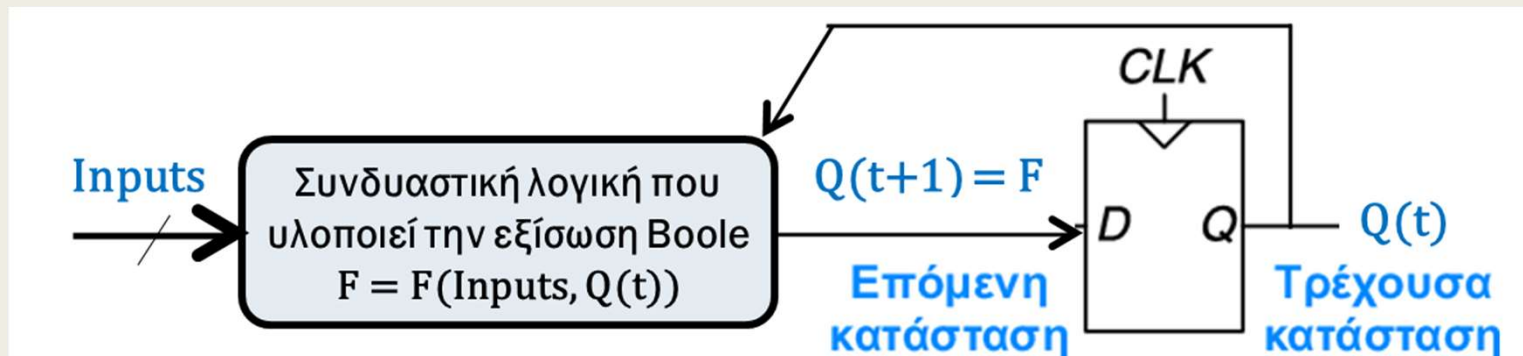 CLK
Inputs
Συνδυαστική λογική που
υλοποιεί την εξίσωση Boole
F = F(Inputs, Q(t))
Q(t+1) = F
D
Q
Q(t)
Επόμενη
κατάσταση
Τρέχουσα
κατάσταση